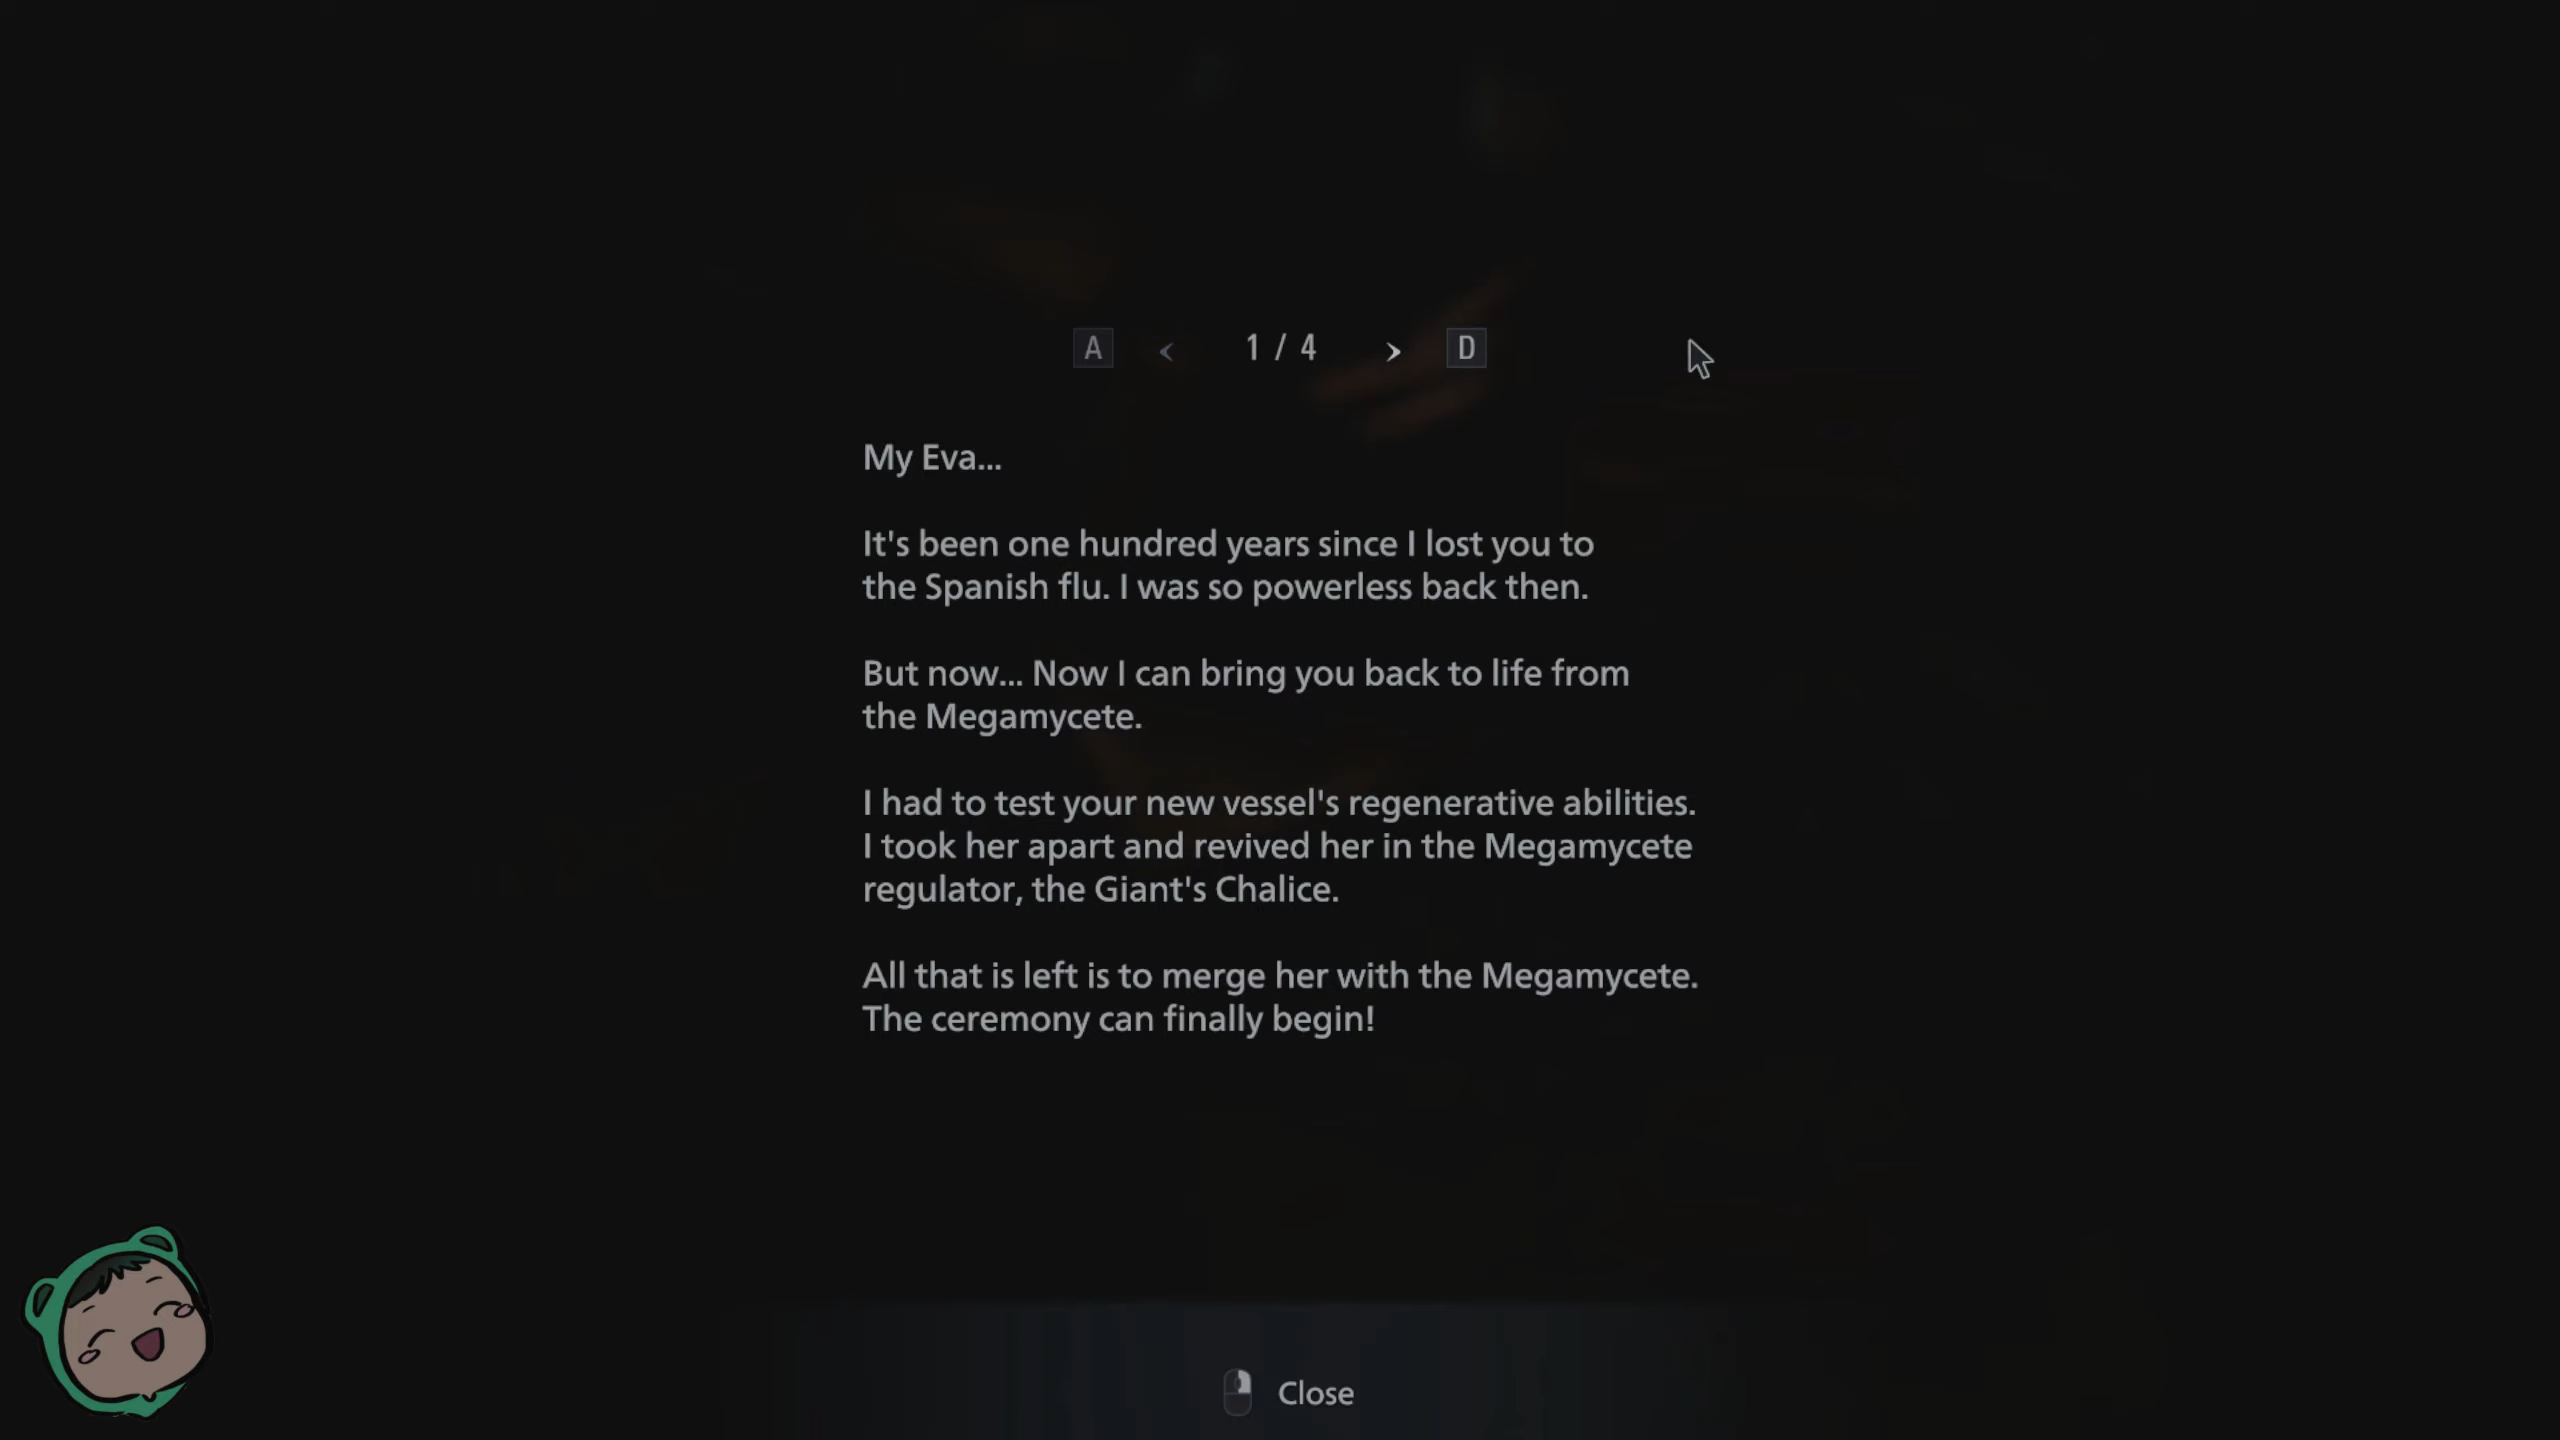 A < 1 / 4 > D
My Eva...
It's been one hundred years since I lost you to
the Spanish flu. I was so powerless back then.
But now... Now I can bring you back to life from
the Megamycete.
I had to test your new vessel's regenerative abilities.
I took her apart and revived her in the Megamycete
regulator, the Giant's Chalice.
All that is left is to merge her with the Megamycete.
The ceremony can finally begin!
Close